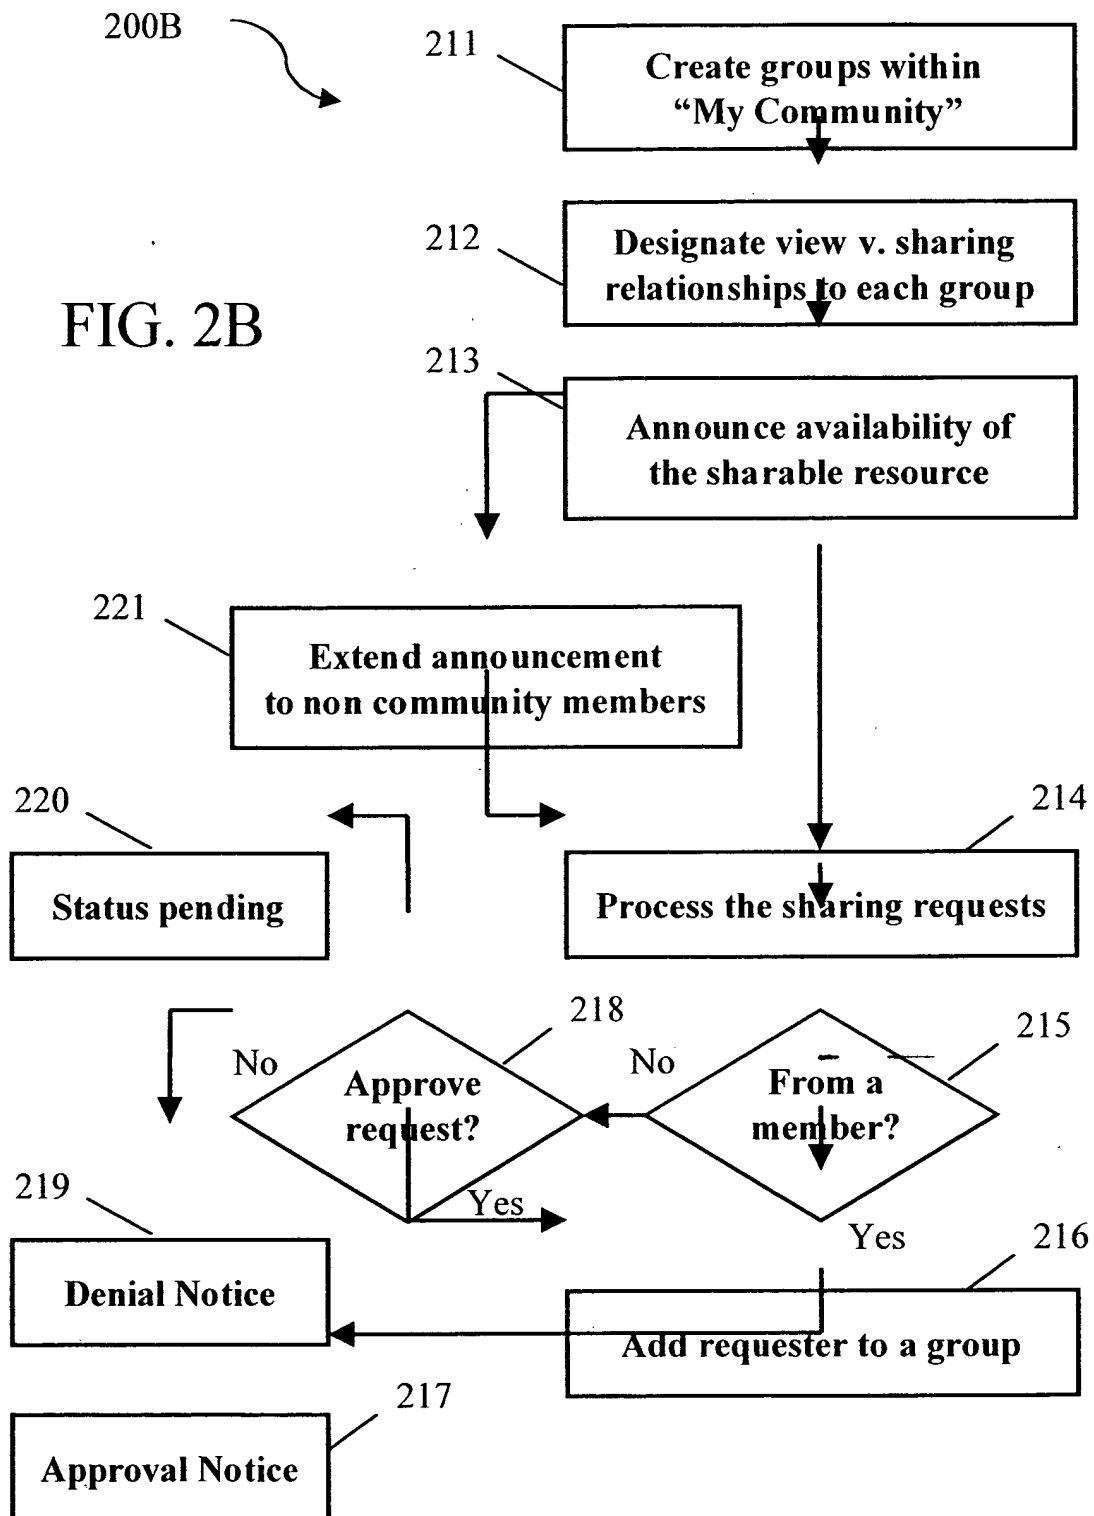 200B
211
Create groups within
“My Community”
212
Designate view v. sharing
relationships to each group
FIG. 2B
213
Announce availability of
the sharable resource
221
Extend announcement
to non community members
220
Status pending
214
Process the sharing requests
218
215
No
Approve
request?
Yes
No
From a
member?
Yes
219
Denial Notice
216
Add requester to a group
217
Approval Notice